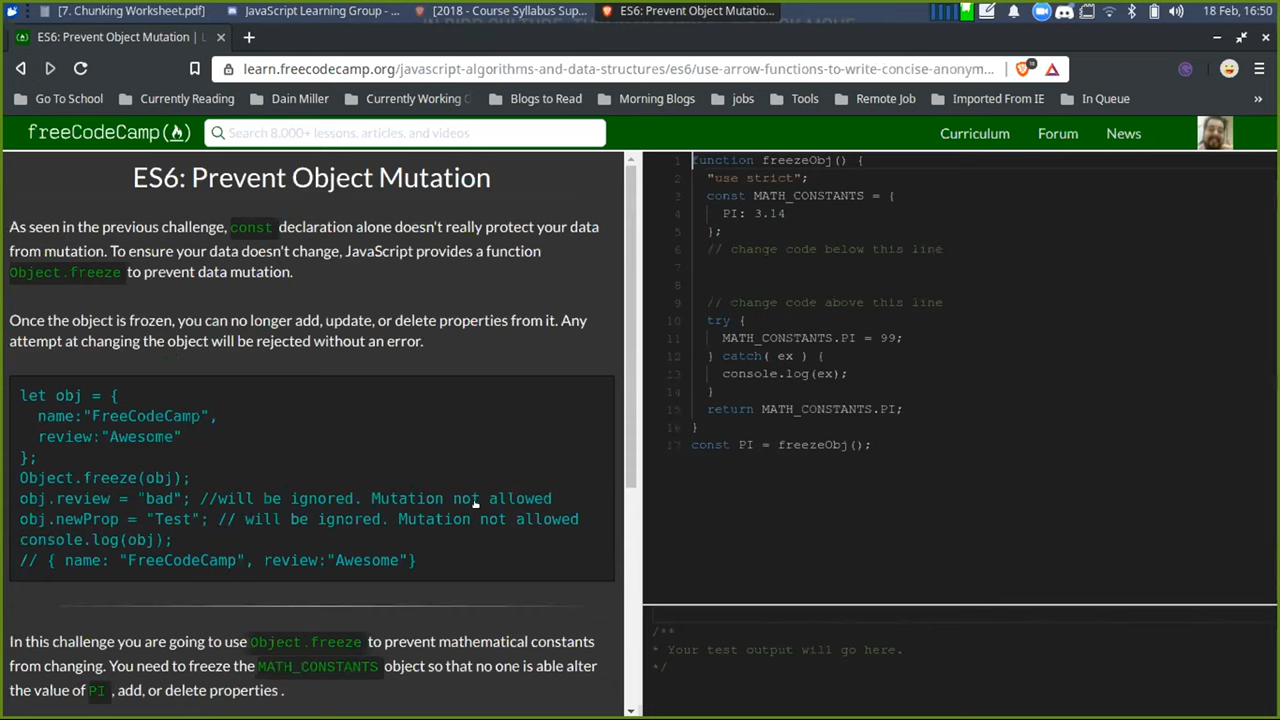 [7. Chunking Worksheet.pdf]
JavaScript Learning Group - ...
[2018 - Course Syllabus Sup...
ES6: Prevent Object Mutatio...
18 Feb, 16:50
ES6: Prevent Object Mutation | L
learn.freecodecamp.org/javascript-algorithms-and-data-structures/es6/use-arrow-functions-to-write-concise-anonym...
18
Go To School
Currently Reading
Dain Miller
Currently Working
Blogs to Read
Morning Blogs
jobs
Tools
Remote Job
Imported From IE
In Queue
»
freeCodeCamp
Search 8,000+ lessons, articles, and videos
Curriculum
Forum
News
ES6: Prevent Object Mutation
As seen in the previous challenge, const declaration alone doesn't really protect your data
from mutation. To ensure your data doesn't change, JavaScript provides a function
Object.freeze to prevent data mutation.
Once the object is frozen, you can no longer add, update, or delete properties from it. Any
attempt at changing the object will be rejected without an error.
let obj = {
name:"FreeCodeCamp",
review:"Awesome"
};
Object.freeze(obj);
obj.review = "bad"; //will be ignored. Mutation not allowed
obj.newProp = "Test"; // will be ignored. Mutation not allowed
console.log(obj);
// { name: "FreeCodeCamp", review:"Awesome"}
In this challenge you are going to use Object.freeze to prevent mathematical constants
from changing. You need to freeze the MATH_CONSTANTS object so that no one is able alter
the value of PI , add, or delete properties .
1 function freezeObj() {
2 "use strict";
3 const MATH_CONSTANTS = {
4 PI: 3.14
5 };
6 // change code below this line
7
8
9 // change code above this line
10 try {
11 MATH_CONSTANTS.PI = 99;
12 } catch( ex ) {
13 console.log(ex);
14 }
15 return MATH_CONSTANTS.PI;
16 }
17 const PI = freezeObj();
/**
* Your test output will go here.
*/